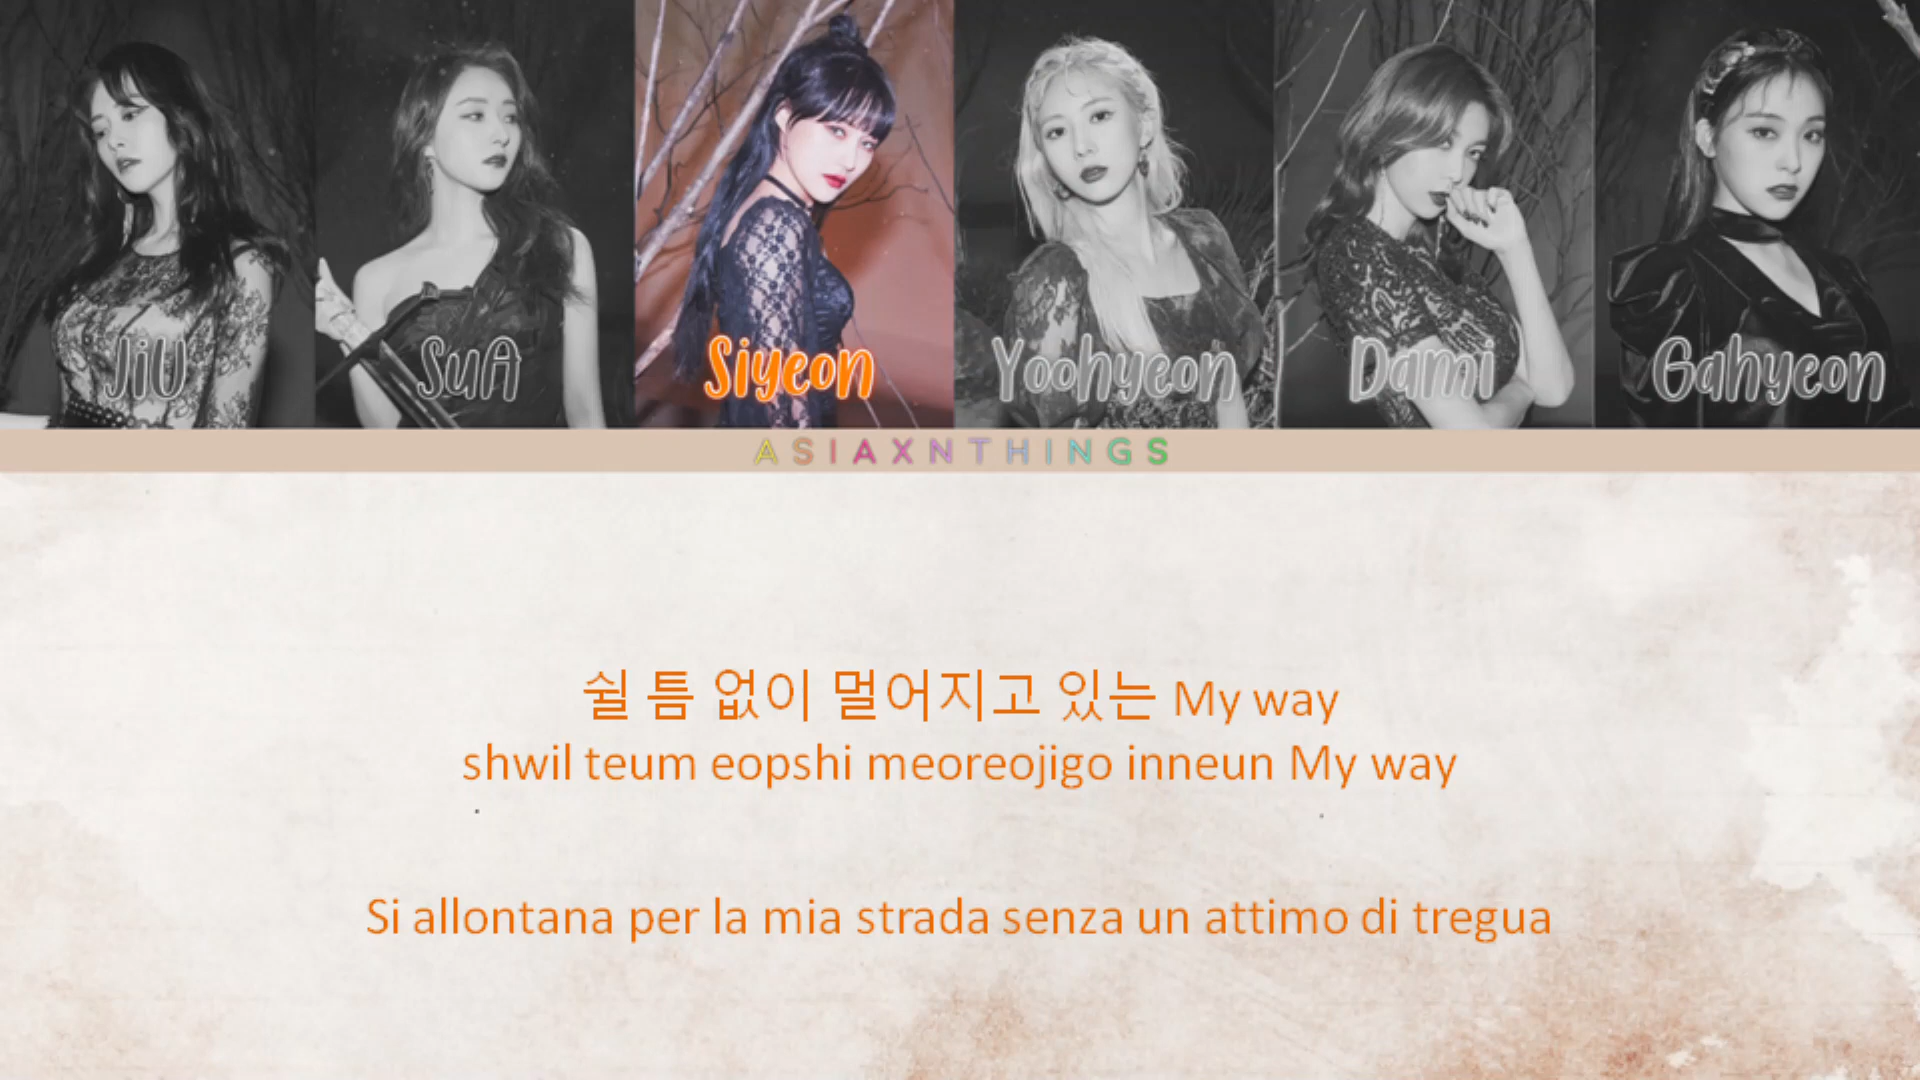 JiU
SuA
Siyeon
Yoohyeon
Dami
Gahyeon
ASIAXNTHINGS
쉴 틈 없이 멀어지고 있는 My way
shwil teum eopshi meoreojigo inneun My way
Si allontana per la mia strada senza un attimo di tregua